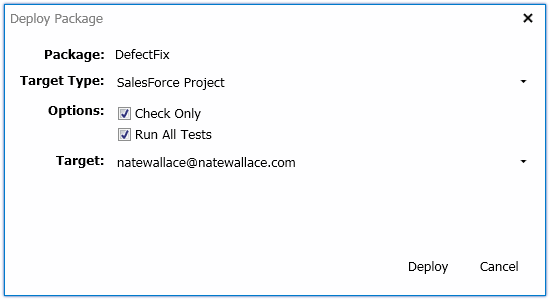 Deploy Package
Package: DefectFix
Target Type: SalesForce Project
Options: Check Only
Run All Tests
Target: natewallace@natewallace.com
Deploy Cancel